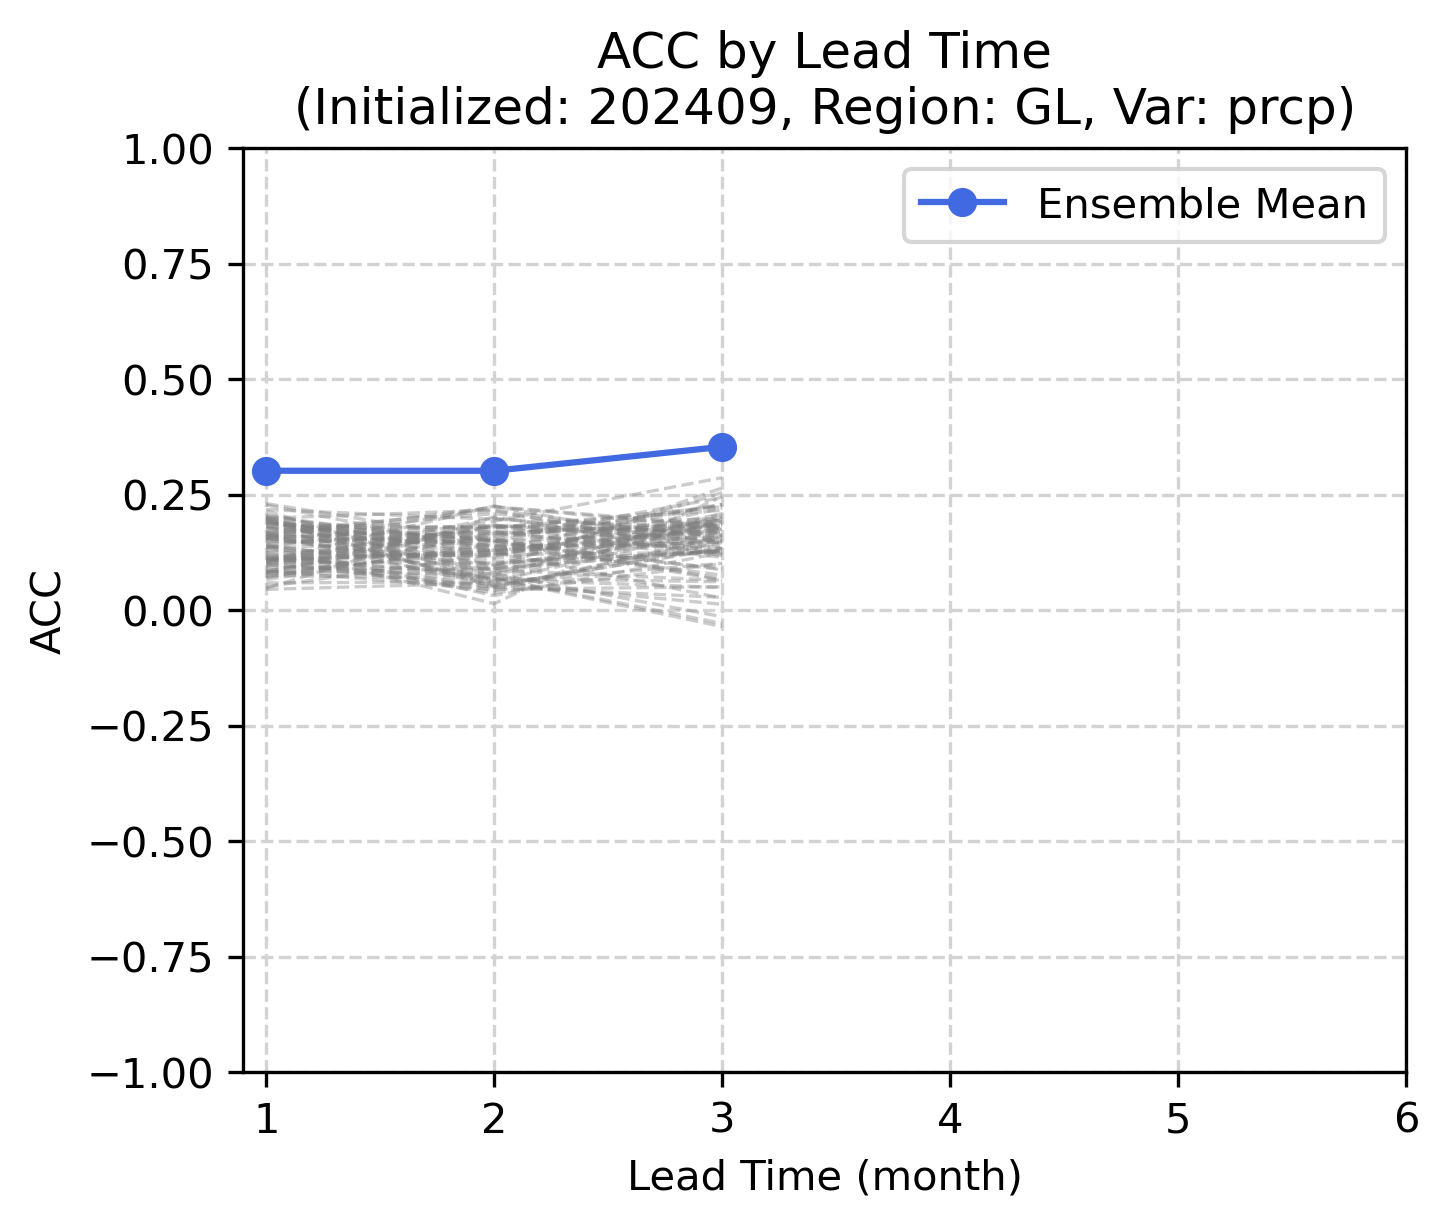 ACC by Lead Time
(Initialized: 202409, Region: GL, Var: prcp)
Ensemble Mean
1.00
0.75
0.50
0.25
0.00
−0.25
−0.50
−0.75
−1.00
ACC
1 2 3 4 5 6
Lead Time (month)